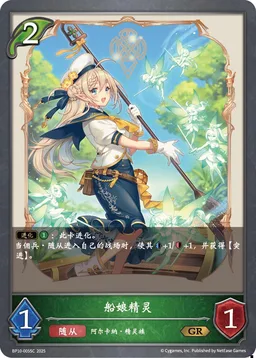 2
进化 1：此卡进化。
当佣兵·随从进入自己的战场时，使其+1/+1，并获得【突进】。
船娘精灵
1
随从
阿尔卡纳·精灵族
GR
1
© Cygames, Inc. Published by NetEase Games